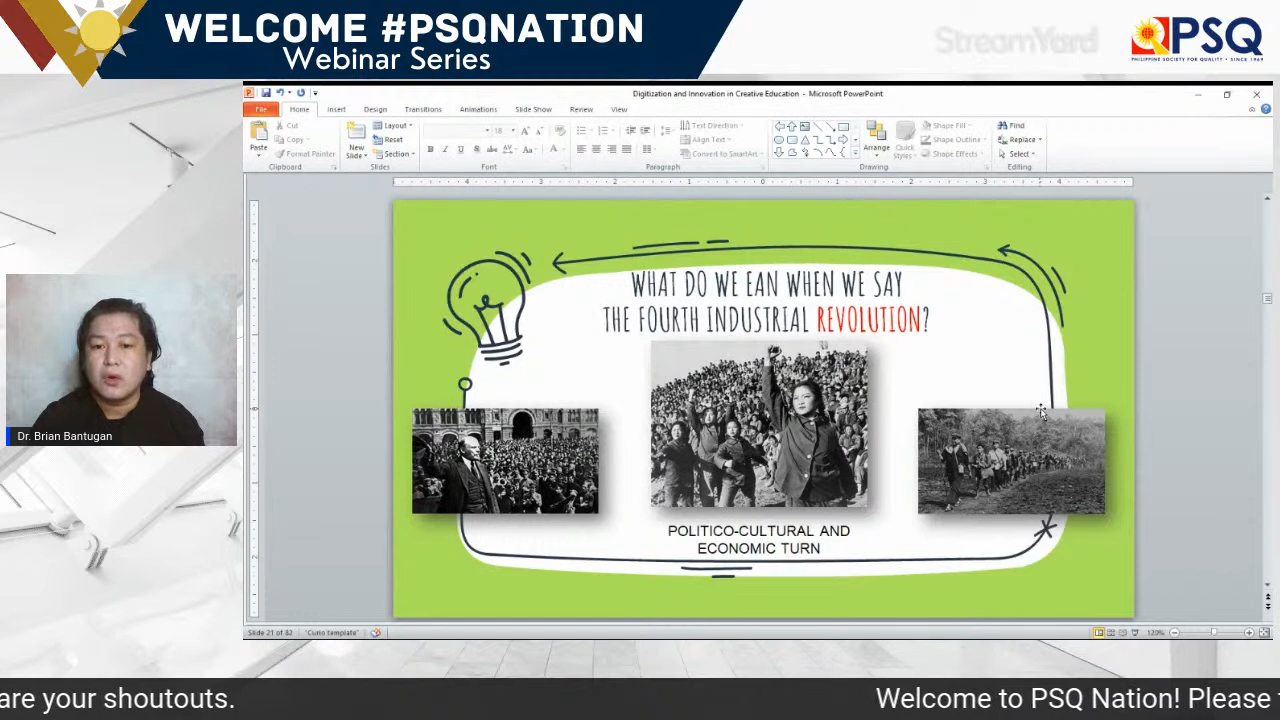 WELCOME #PSQNATION
Webinar Series
StreamYard
PSQ
PHILIPPINE SOCIETY FOR QUALITY • SINCE 1969
Digitization and Innovation in Creative Education - Microsoft PowerPoint
File Home Insert Design Transitions Animations Slide Show Review View
Paste
Cut
Copy
Format Painter
Clipboard
New Slide
Layout
Reset
Section
Slides
18
Font
Text Direction
Align Text
Convert to SmartArt
Paragraph
Arrange
Quick Styles
Shape Fill
Shape Outline
Shape Effects
Drawing
Find
Replace
Select
Editing
WHAT DO WE EAN WHEN WE SAY
THE FOURTH INDUSTRIAL REVOLUTION?
POLITICO-CULTURAL AND
ECONOMIC TURN
Dr. Brian Bantugan
Slide 21 of 82 "Curio template" 120%
are your shoutouts. Welcome to PSQ Nation! Please